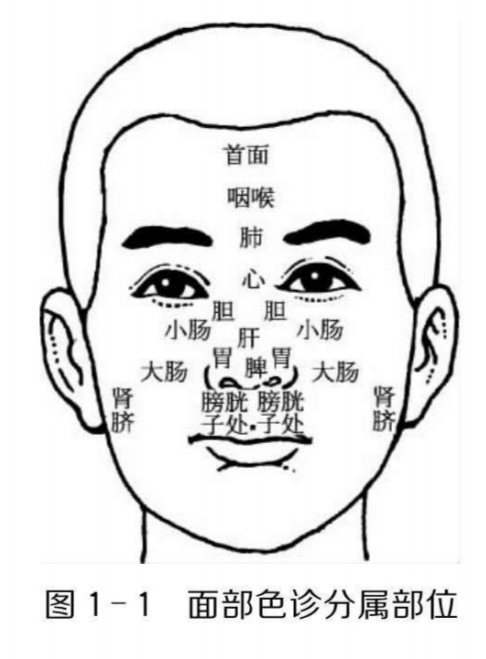 首面
咽喉
肺
心
胆 胆
小肠 肝 小肠
胃 脾 胃
大肠 大肠
肾 膀胱 膀胱 肾
脐 子处 子处 脐
图1-1 面部色诊分属部位